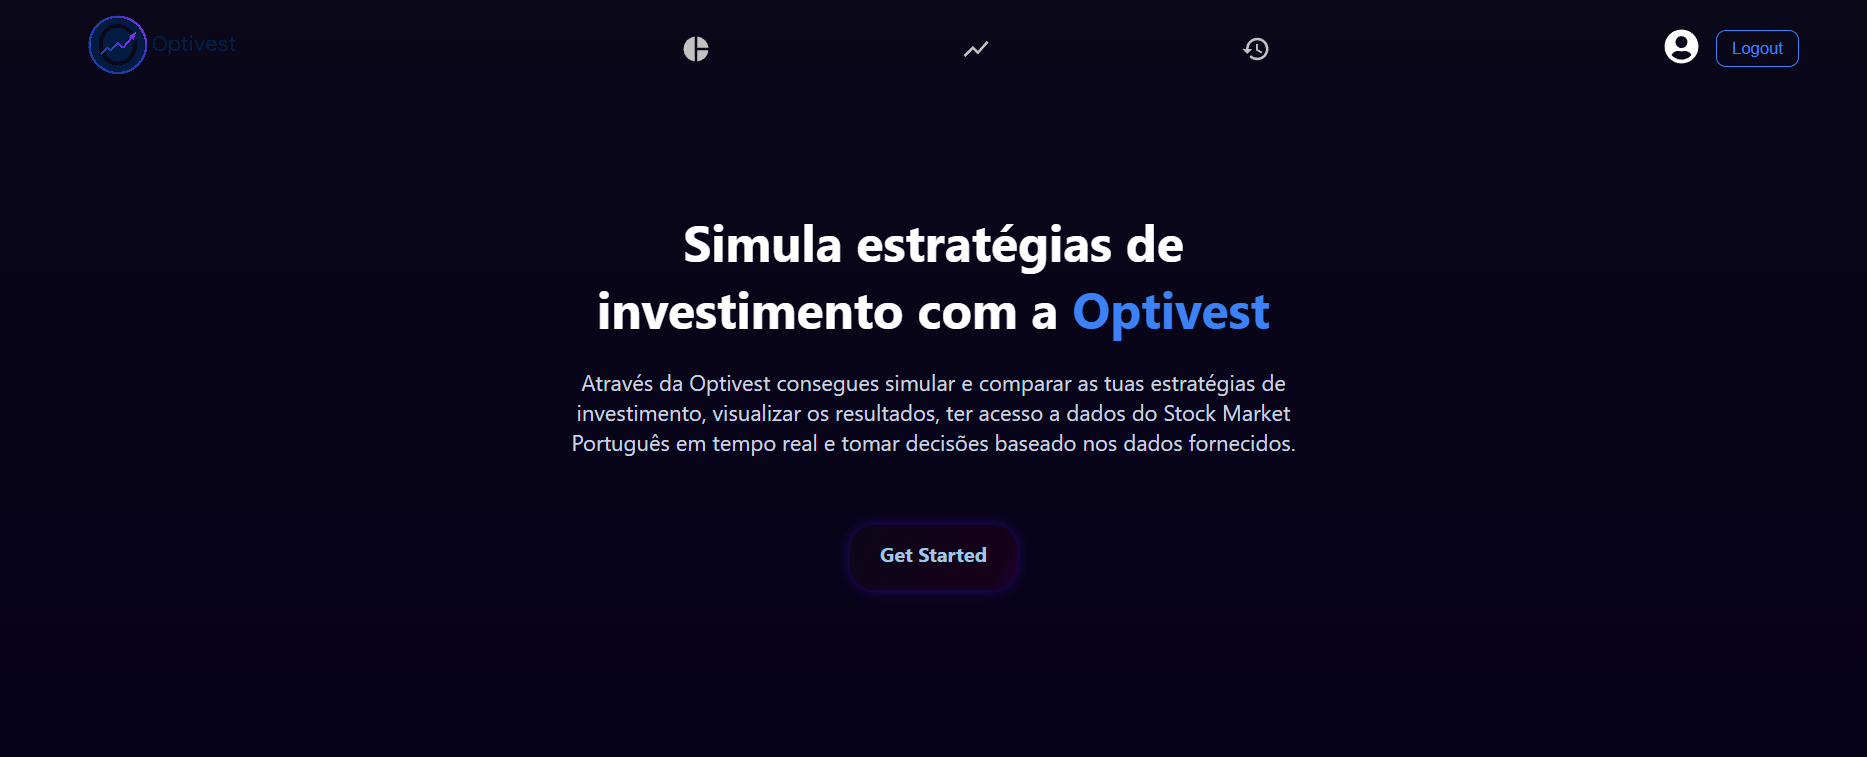 Optivest
Logout
Simula estratégias de
investimento com a Optivest
Através da Optivest consegues simular e comparar as tuas estratégias de
investimento, visualizar os resultados, ter acesso a dados do Stock Market
Português em tempo real e tomar decisões baseado nos dados fornecidos.
Get Started